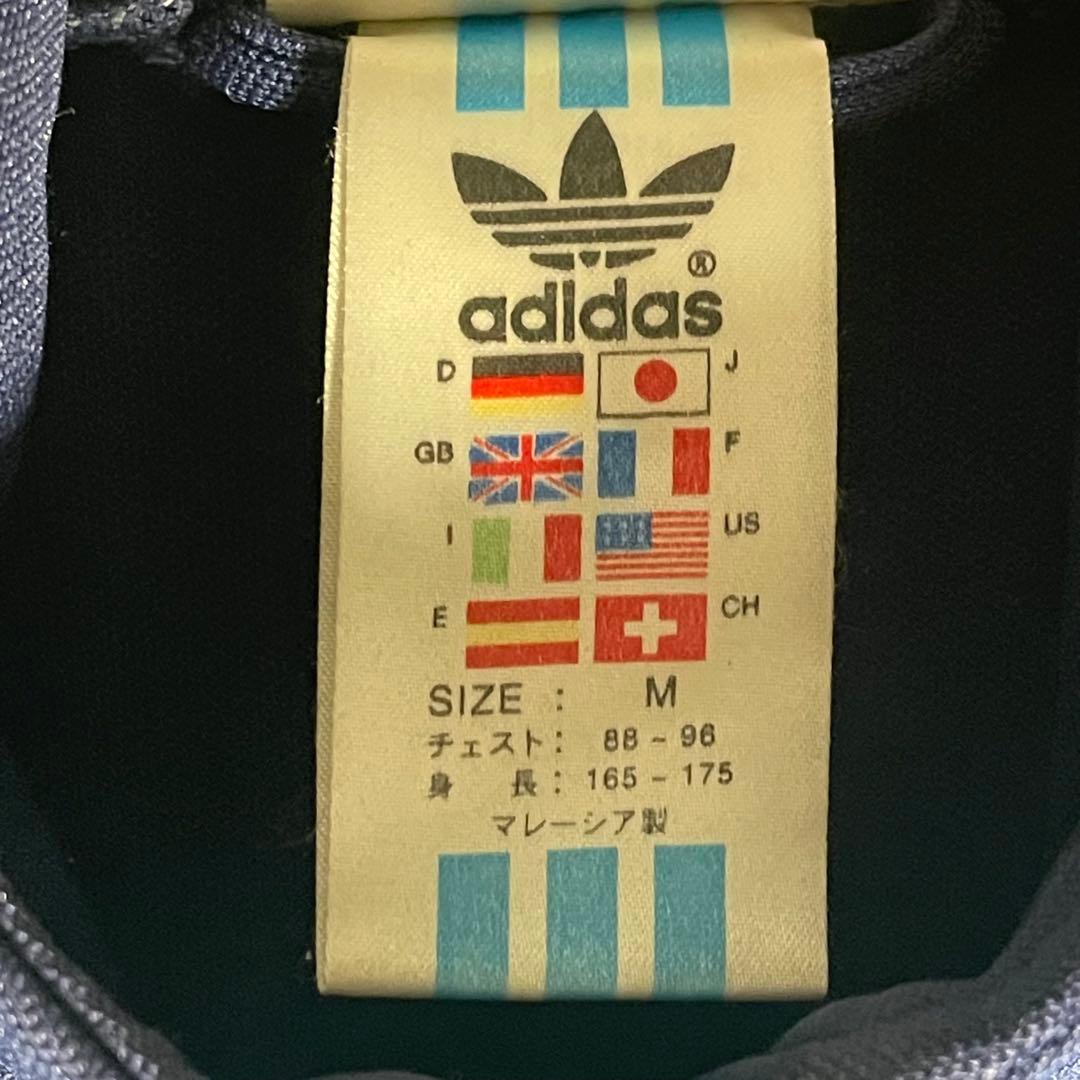 ®
adidas
D J
GB F
I US
E CH
SIZE : M
チェスト: 88 - 96
身 長: 165 - 175
マレーシア製